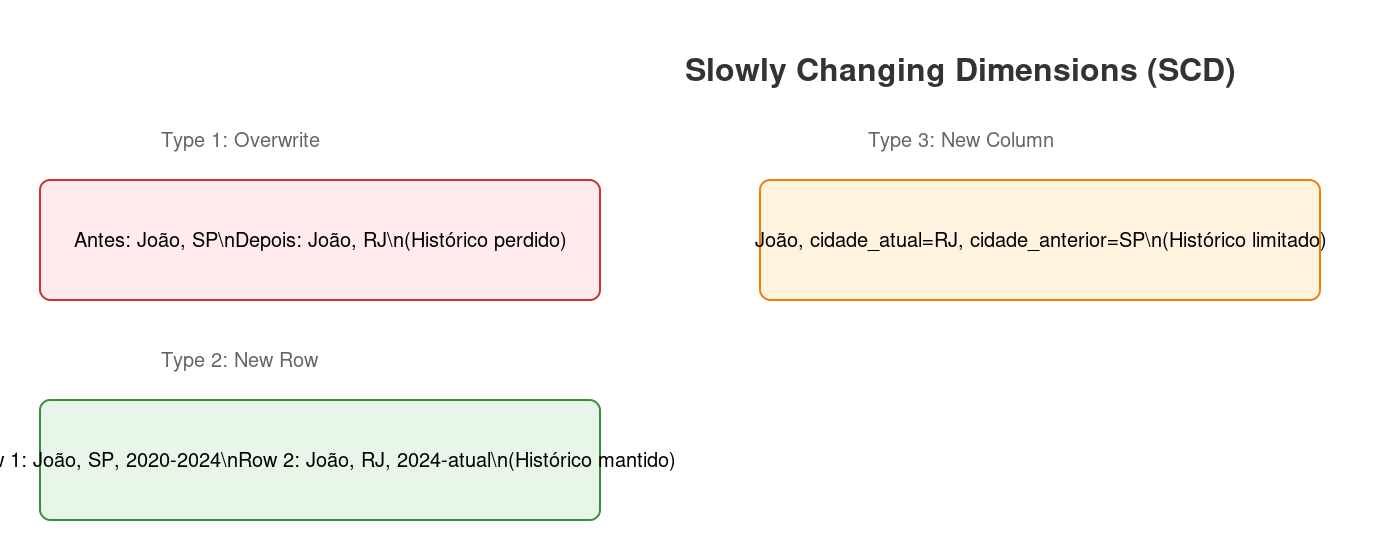 Slowly Changing Dimensions (SCD)
Type 1: Overwrite
Antes: João, SP\nDepois: João, RJ\n(Histórico perdido)
Type 3: New Column
João, cidade_atual=RJ, cidade_anterior=SP\n(Histórico limitado)
Type 2: New Row
1: João, SP, 2020-2024\nRow 2: João, RJ, 2024-atual\n(Histórico mantido)